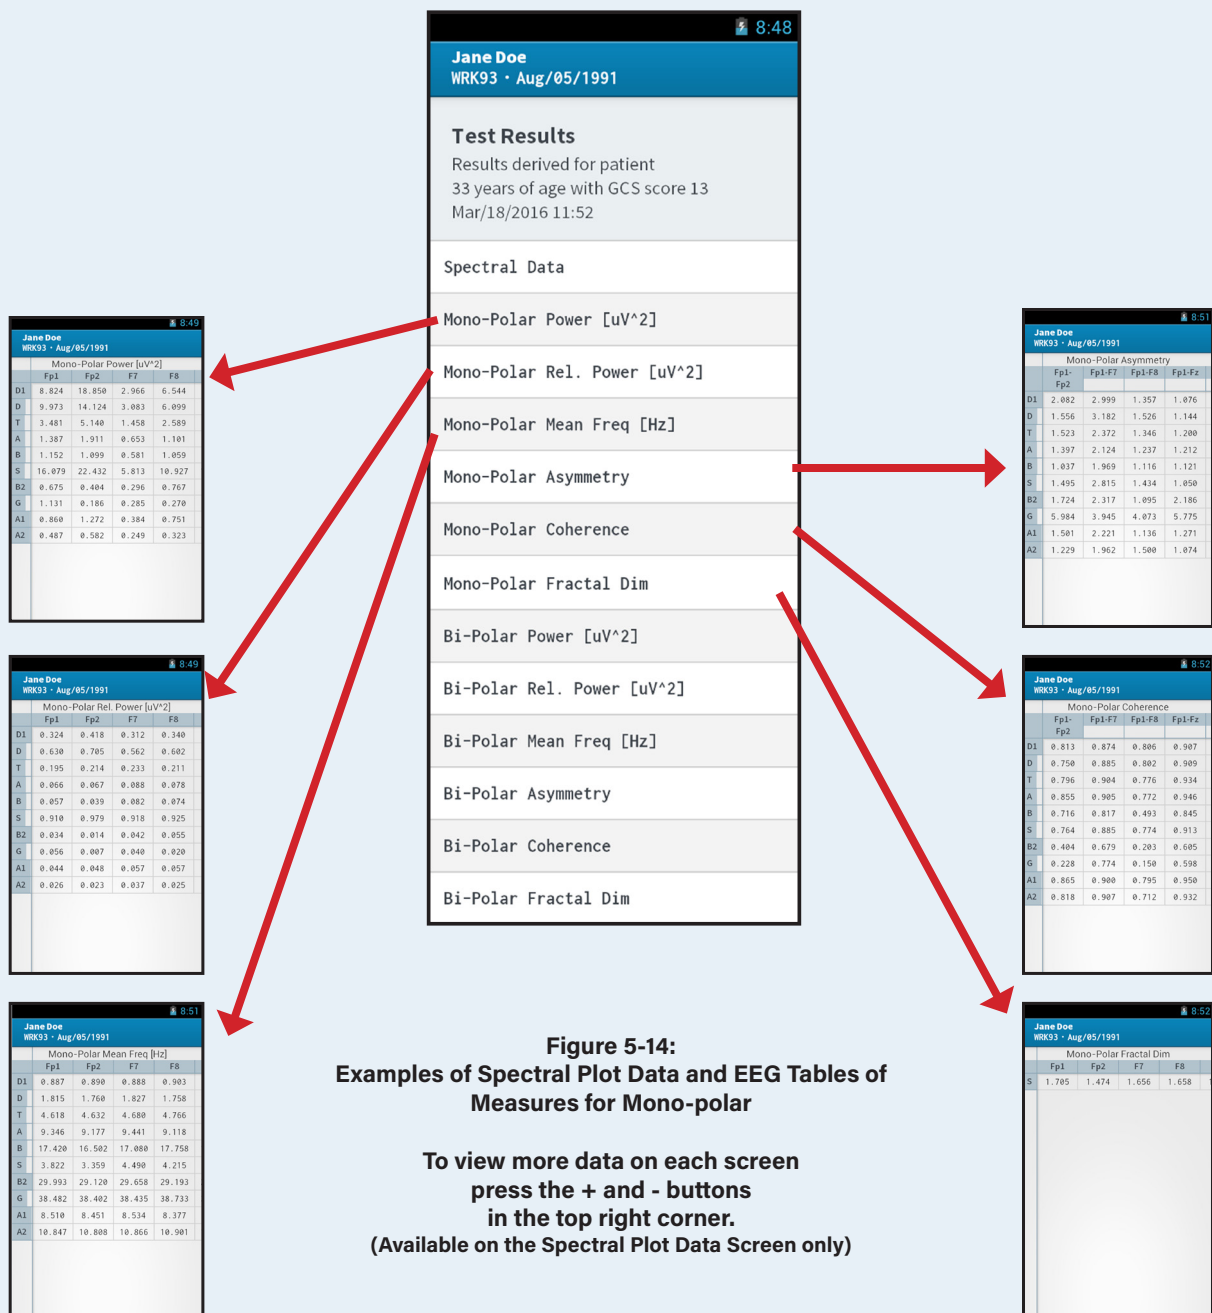 8:48
Jane Doe
WRK93 · Aug/05/1991
Test Results
Results derived for patient
33 years of age with GCS score 13
Mar/18/2016 11:52
Spectral Data
Mono-Polar Power [uV^2]
Mono-Polar Rel. Power [uV^2]
Mono-Polar Mean Freq [Hz]
Mono-Polar Asymmetry
Mono-Polar Coherence
Mono-Polar Fractal Dim
Bi-Polar Power [uV^2]
Bi-Polar Rel. Power [uV^2]
Bi-Polar Mean Freq [Hz]
Bi-Polar Asymmetry
Bi-Polar Coherence
Bi-Polar Fractal Dim
8:49
Jane Doe
WRK93 · Aug/05/1991
Mono-Polar Power [uV^2]
Fp1 Fp2 F7 F8
D1 8.824 18.850 2.966 6.544
D 9.973 14.124 3.083 6.099
T 3.481 5.140 1.458 2.589
A 1.387 1.911 0.653 1.101
B 1.152 1.099 0.581 1.059
S 16.079 22.432 5.813 10.927
B2 0.675 0.404 0.296 0.767
G 1.131 0.186 0.285 0.270
A1 0.860 1.272 0.384 0.751
A2 0.487 0.582 0.249 0.323
8:49
Jane Doe
WRK93 · Aug/05/1991
Mono-Polar Rel. Power [uV^2]
Fp1 Fp2 F7 F8
D1 0.324 0.418 0.312 0.340
D 0.630 0.705 0.562 0.602
T 0.195 0.214 0.233 0.211
A 0.066 0.067 0.088 0.078
B 0.057 0.039 0.082 0.074
S 0.910 0.979 0.918 0.925
B2 0.034 0.014 0.042 0.055
G 0.056 0.007 0.040 0.020
A1 0.044 0.048 0.057 0.057
A2 0.026 0.023 0.037 0.025
8:51
Jane Doe
WRK93 · Aug/05/1991
Mono-Polar Mean Freq [Hz]
Fp1 Fp2 F7 F8
D1 0.887 0.890 0.888 0.903
D 1.815 1.760 1.827 1.758
T 4.618 4.632 4.680 4.766
A 9.346 9.177 9.441 9.118
B 17.420 16.502 17.080 17.758
S 3.822 3.359 4.490 4.215
B2 29.993 29.120 29.658 29.193
G 38.482 38.402 38.435 38.733
A1 8.510 8.451 8.534 8.377
A2 10.847 10.808 10.866 10.901
8:51
Jane Doe
WRK93 · Aug/05/1991
Mono-Polar Asymmetry
Fp1- Fp1-F7 Fp1-F8 Fp1-Fz
Fp2
D1 2.082 2.999 1.357 1.076
D 1.556 3.182 1.526 1.144
T 1.523 2.372 1.346 1.200
A 1.397 2.124 1.237 1.212
B 1.037 1.969 1.116 1.121
S 1.495 2.815 1.434 1.050
B2 1.724 2.317 1.095 2.186
G 5.984 3.945 4.073 5.775
A1 1.501 2.221 1.136 1.271
A2 1.229 1.962 1.500 1.074
8:52
Jane Doe
WRK93 · Aug/05/1991
Mono-Polar Coherence
Fp1- Fp1-F7 Fp1-F8 Fp1-Fz
Fp2
D1 0.813 0.874 0.806 0.907
D 0.750 0.885 0.802 0.909
T 0.796 0.904 0.776 0.934
A 0.855 0.905 0.772 0.946
B 0.716 0.817 0.493 0.845
S 0.764 0.885 0.774 0.913
B2 0.404 0.679 0.203 0.605
G 0.228 0.774 0.150 0.598
A1 0.865 0.900 0.795 0.950
A2 0.818 0.907 0.712 0.932
8:52
Jane Doe
WRK93 · Aug/05/1991
Mono-Polar Fractal Dim
Fp1 Fp2 F7 F8
S 1.705 1.474 1.656 1.658
Figure 5-14:
Examples of Spectral Plot Data and EEG Tables of
Measures for Mono-polar
To view more data on each screen
press the + and - buttons
in the top right corner.
(Available on the Spectral Plot Data Screen only)